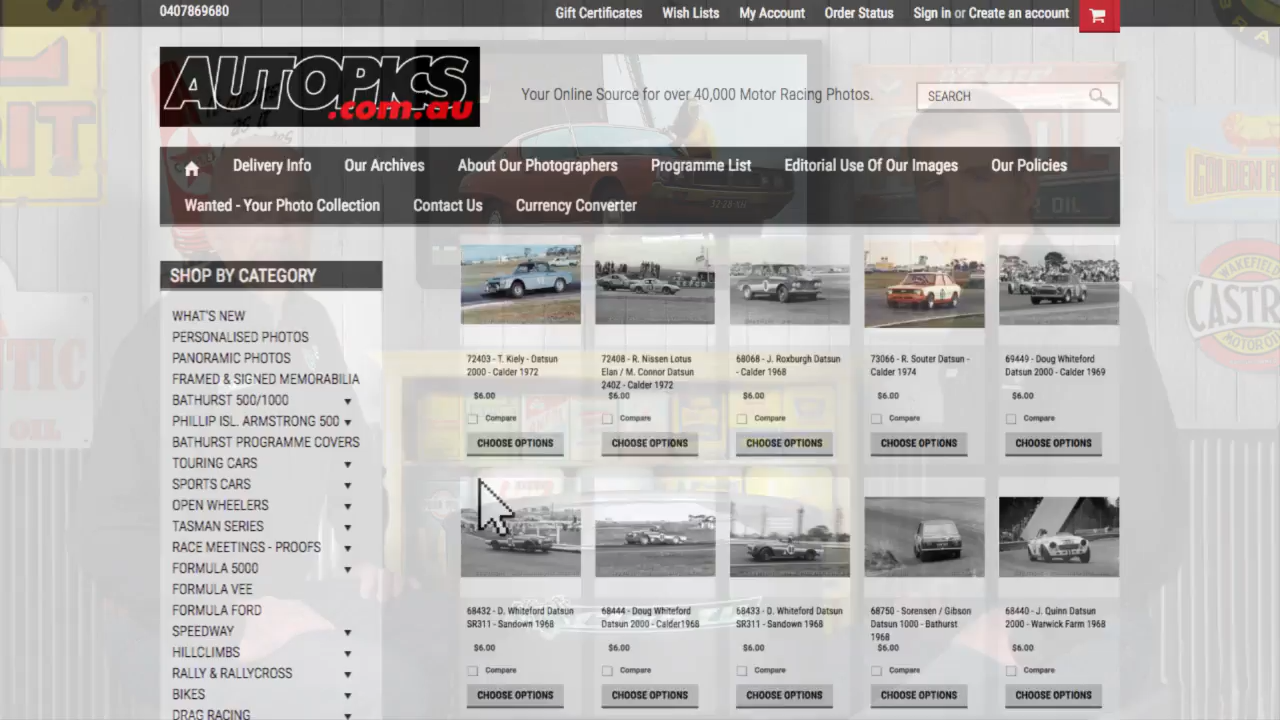 0407869680
Gift Certificates Wish Lists My Account Order Status Sign in or Create an account
AUTOPICS
.com.au
Your Online Source for over 40,000 Motor Racing Photos.
SEARCH
Delivery Info Our Archives About Our Photographers Programme List Editorial Use Of Our Images Our Policies
Wanted - Your Photo Collection Contact Us Currency Converter
SHOP BY CATEGORY
WHAT'S NEW
PERSONALISED PHOTOS
PANORAMIC PHOTOS
FRAMED & SIGNED MEMORABILIA
BATHURST 500/1000
PHILLIP ISL. ARMSTRONG 500
BATHURST PROGRAMME COVERS
TOURING CARS
SPORTS CARS
OPEN WHEELERS
TASMAN SERIES
RACE MEETINGS - PROOFS
FORMULA 5000
FORMULA VEE
FORMULA FORD
SPEEDWAY
HILLCLIMBS
RALLY & RALLYCROSS
BIKES
DRAG RACING
72403 - T. Kiely - Datsun
2000 - Calder 1972
$6.00
Compare
CHOOSE OPTIONS
72408 - R. Nissen Lotus
Elan / M. Connor Datsun
240Z - Calder 1972
$6.00
Compare
CHOOSE OPTIONS
68068 - J. Roxburgh Datsun
- Calder 1968
$6.00
Compare
CHOOSE OPTIONS
73066 - R. Souter Datsun -
Calder 1974
$6.00
Compare
CHOOSE OPTIONS
69449 - Doug Whiteford
Datsun 2000 - Calder 1969
$6.00
Compare
CHOOSE OPTIONS
68432 - D. Whiteford Datsun
SR311 - Sandown 1968
$6.00
Compare
CHOOSE OPTIONS
68444 - Doug Whiteford
Datsun 2000 - Calder1968
$6.00
Compare
CHOOSE OPTIONS
68433 - D. Whiteford Datsun
SR311 - Sandown 1968
$6.00
Compare
CHOOSE OPTIONS
68750 - Sorensen / Gibson
Datsun 1000 - Bathurst
1968
$6.00
Compare
CHOOSE OPTIONS
68440 - J. Quinn Datsun
2000 - Warwick Farm 1968
$6.00
Compare
CHOOSE OPTIONS
OIL
WAKEFIELD
CASTR
MOTOR OIL